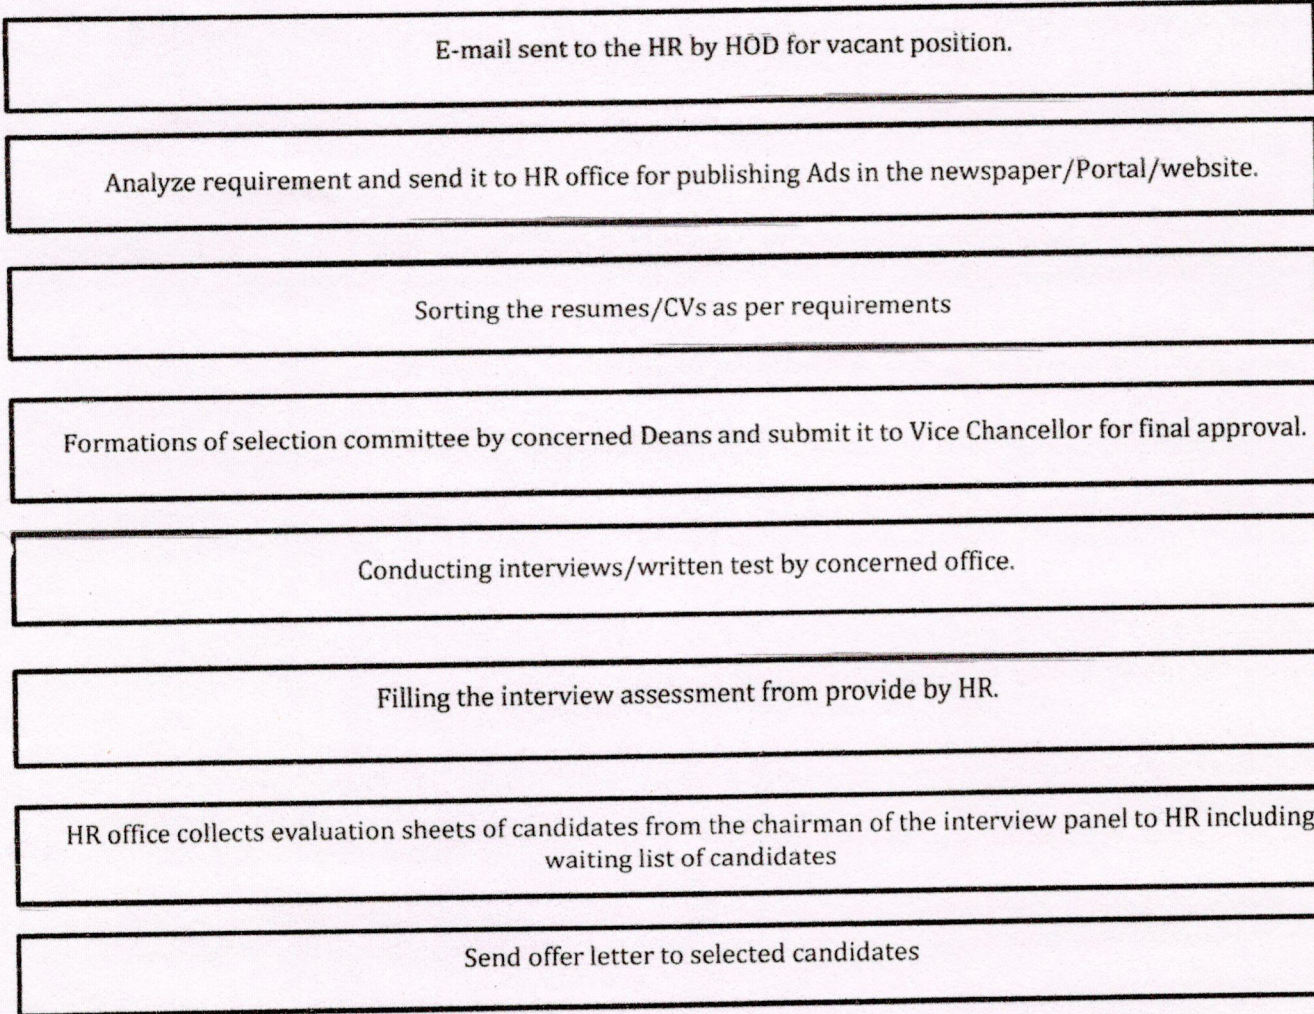 E-mail sent to the HR by HOD for vacant position.
Analyze requirement and send it to HR office for publishing Ads in the newspaper/Portal/website.
Sorting the resumes/CVs as per requirements
Formations of selection committee by concerned Deans and submit it to Vice Chancellor for final approval.
Conducting interviews/written test by concerned office.
Filling the interview assessment from provide by HR.
HR office collects evaluation sheets of candidates from the chairman of the interview panel to HR including
waiting list of candidates
Send offer letter to selected candidates